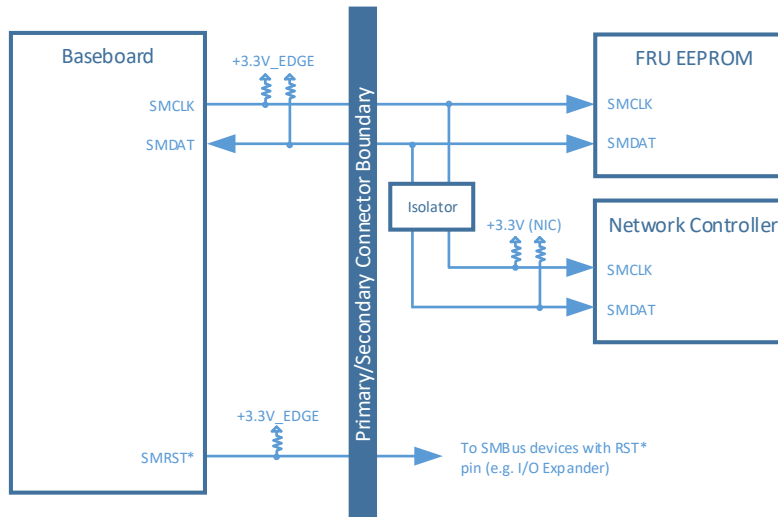 Baseboard
+3.3V_EDGE
SMCLK
SMDAT
Primary/Secondary Connector Boundary
FRU EEPROM
SMCLK
SMDAT
Isolator
+3.3V (NIC)
Network Controller
SMCLK
SMDAT
+3.3V_EDGE
SMRST*
To SMBus devices with RST*
pin (e.g. I/O Expander)